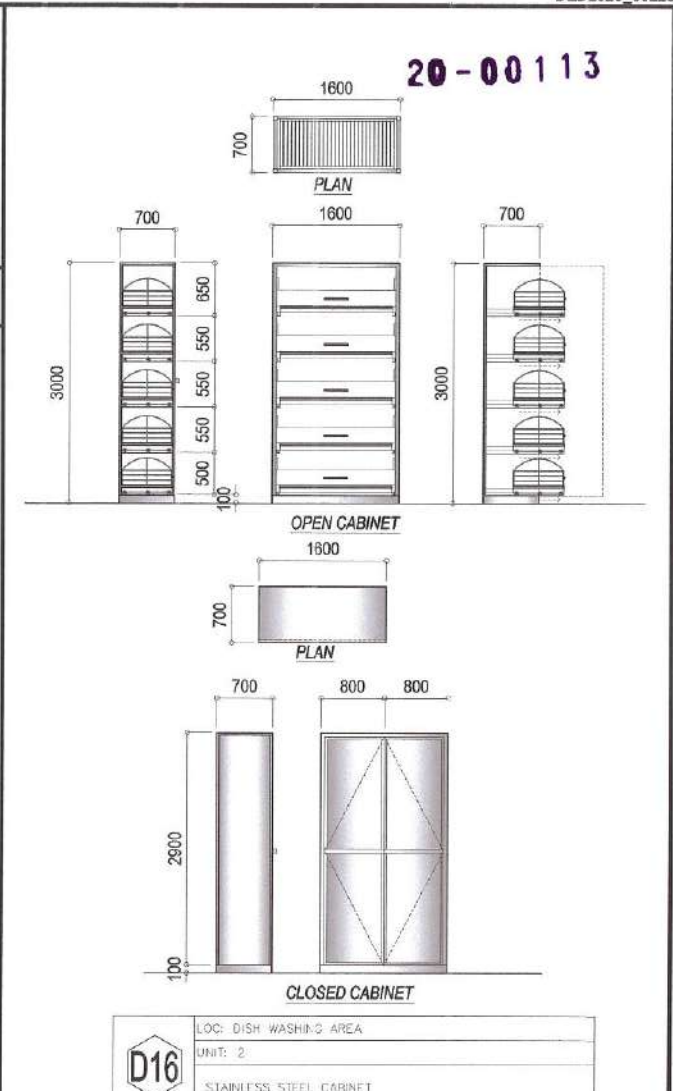 20-00113
1600
700
PLAN
700
1600
700
3000
650
550
550
550
500
100
3000
OPEN CABINET
1600
700
PLAN
700
800
800
2900
100
CLOSED CABINET
D16
LOC: DISH WASHING AREA
UNIT: 2
STAINLESS STEEL CABINET